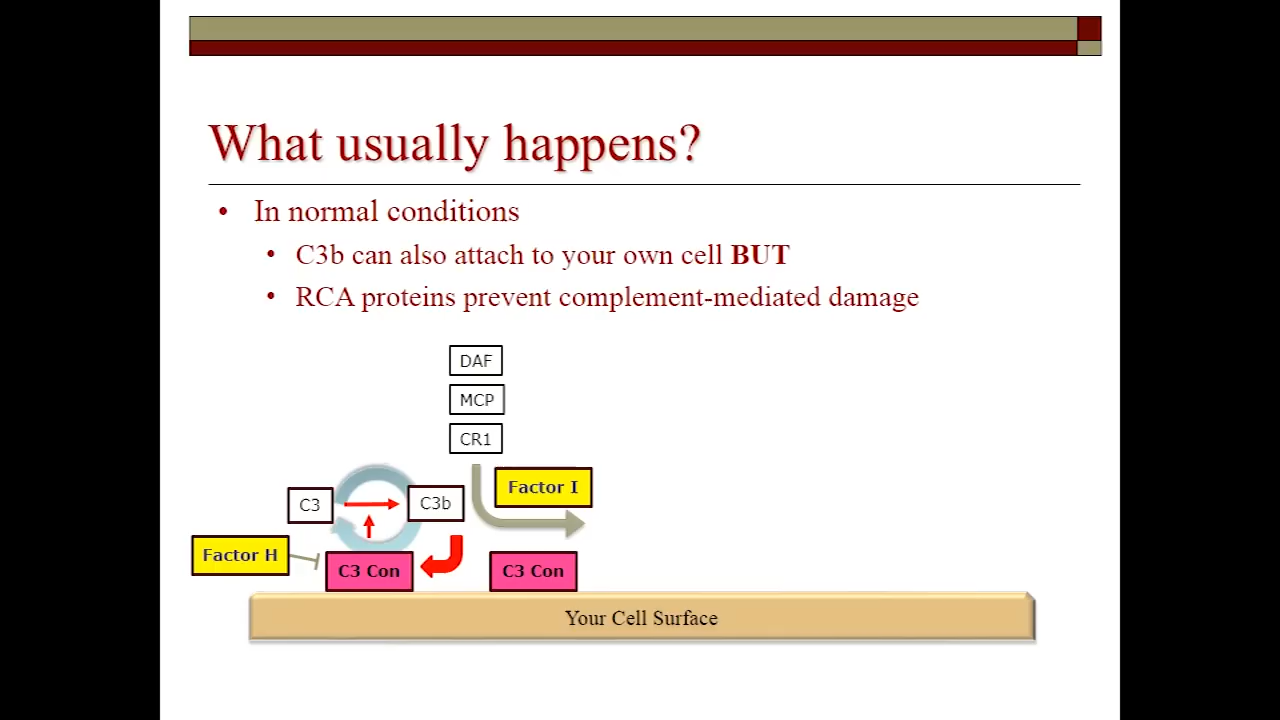 What usually happens?
• In normal conditions
• C3b can also attach to your own cell BUT
• RCA proteins prevent complement-mediated damage
DAF
MCP
CR1
Factor I
C3
C3b
Factor H
C3 Con
C3 Con
Your Cell Surface